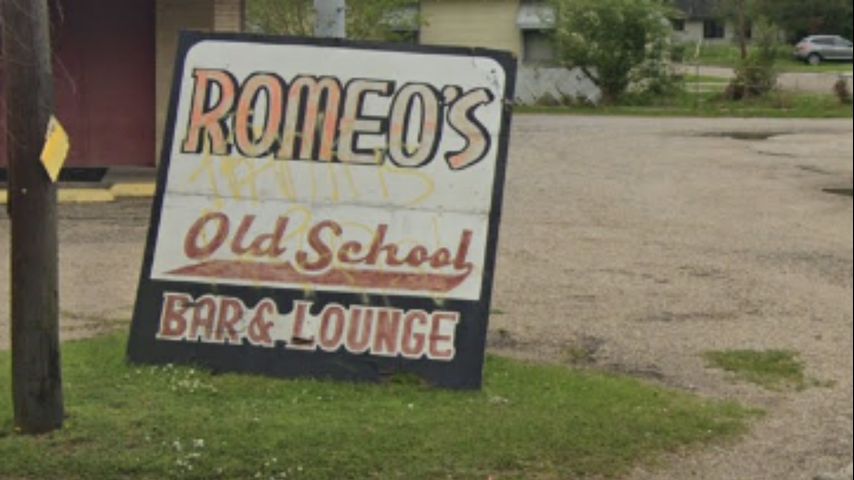 ROMEO'S
Old School
BAR & LOUNGE